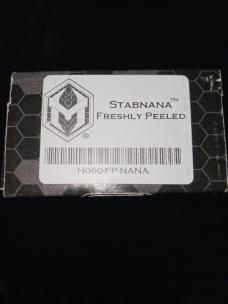 STABNANA™
FRESHLY PEELED
®
H060-FP-NANA